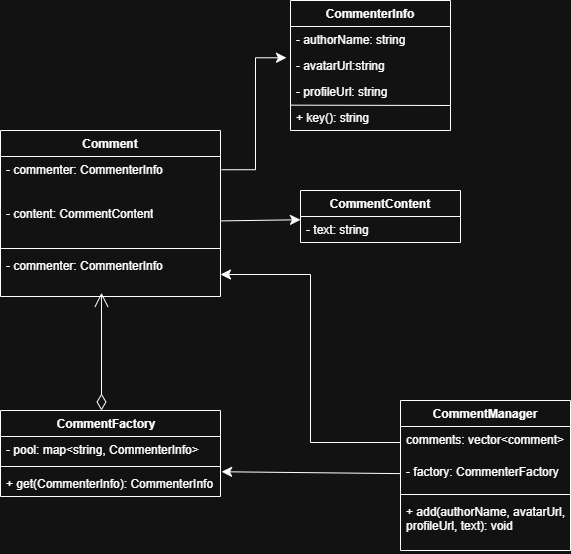 CommenterInfo
- authorName: string
- avatarUrl:string
- profileUrl: string
+ key(): string
Comment
- commenter: CommenterInfo
- content: CommentContent
- commenter: CommenterInfo
CommentContent
- text: string
CommentFactory
- pool: map<string, CommenterInfo>
+ get(CommenterInfo): CommenterInfo
CommentManager
comments: vector<comment>
- factory: CommenterFactory
+ add(authorName, avatarUrl,
profileUrl, text): void